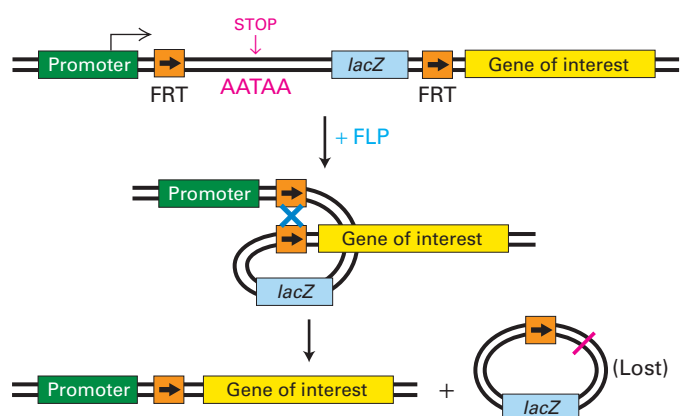 STOP
Promoter lacZ Gene of interest
FRT AATAA FRT
+ FLP
Promoter
Gene of interest
lacZ
Promoter Gene of interest + (Lost)
lacZ